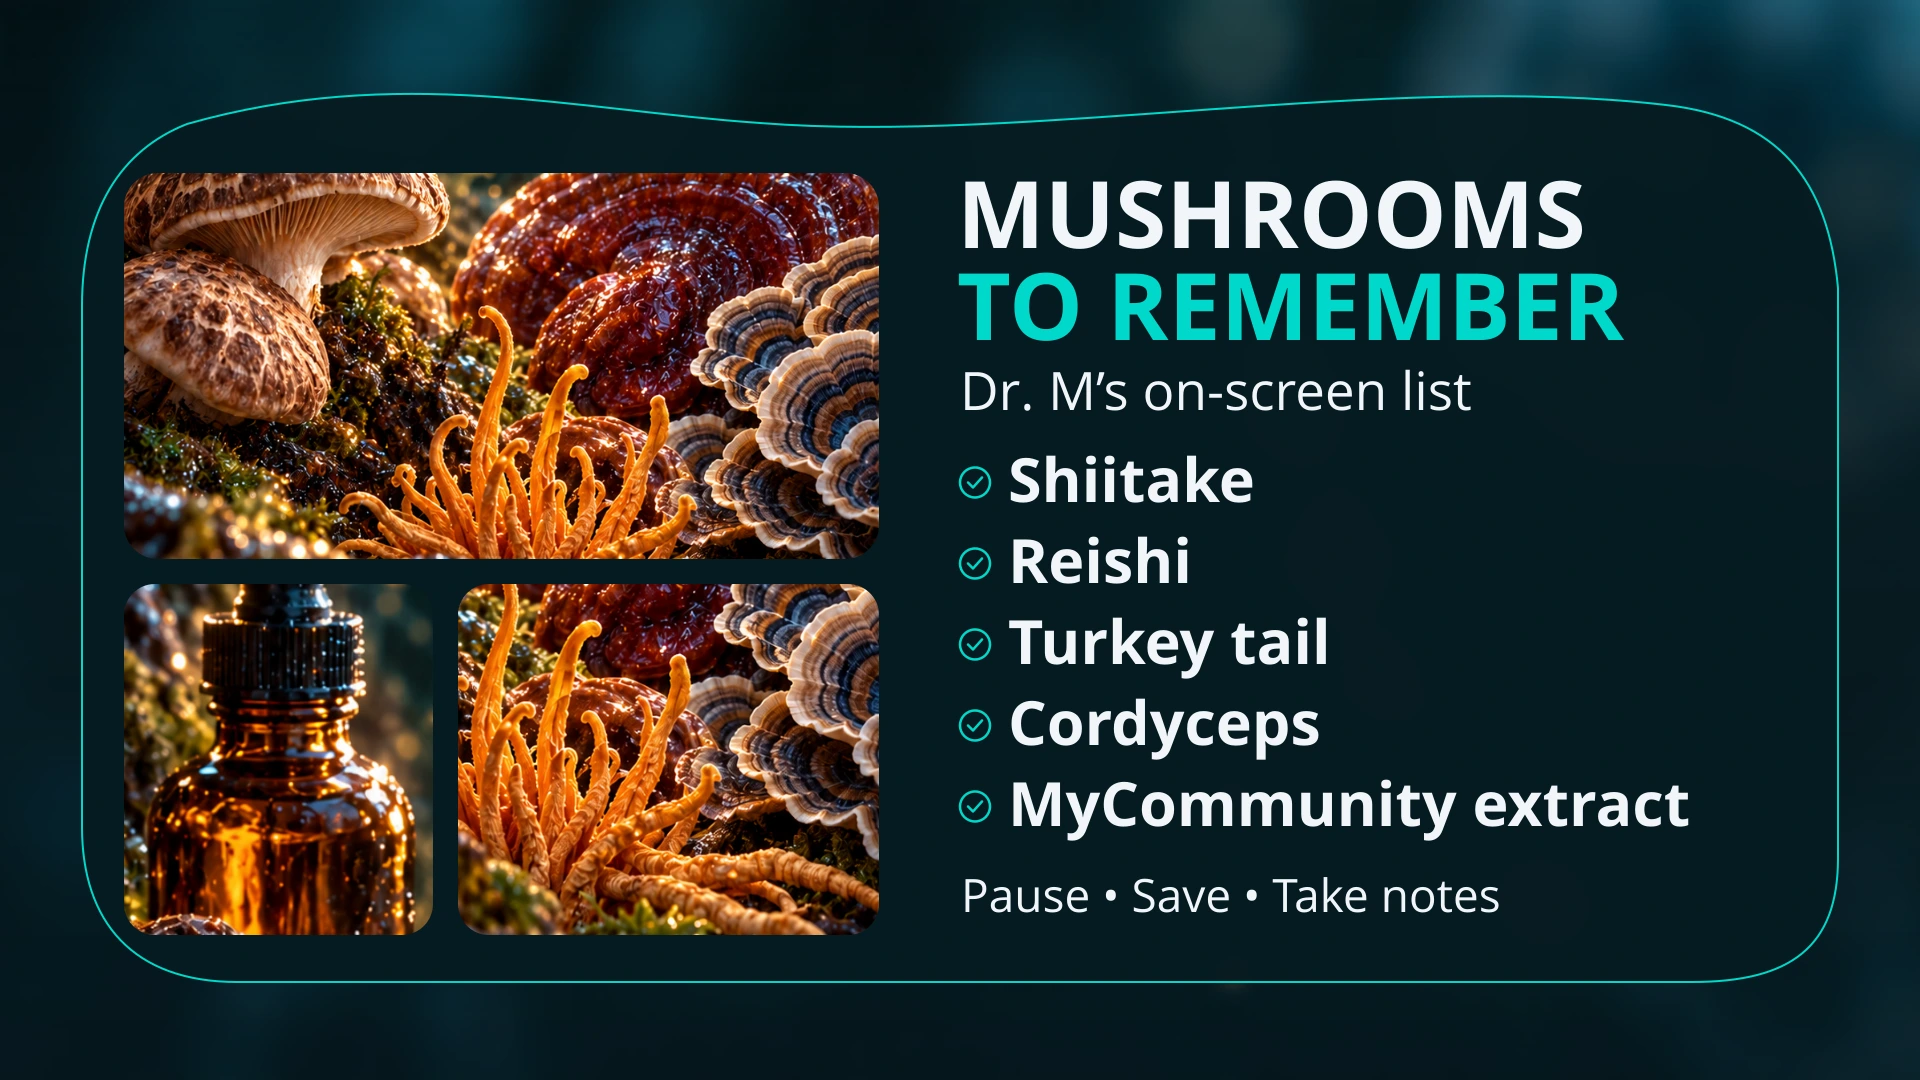 MUSHROOMS
TO REMEMBER
Dr. M’s on-screen list
Shiitake
Reishi
Turkey tail
Cordyceps
MyCommunity extract
Pause • Save • Take notes